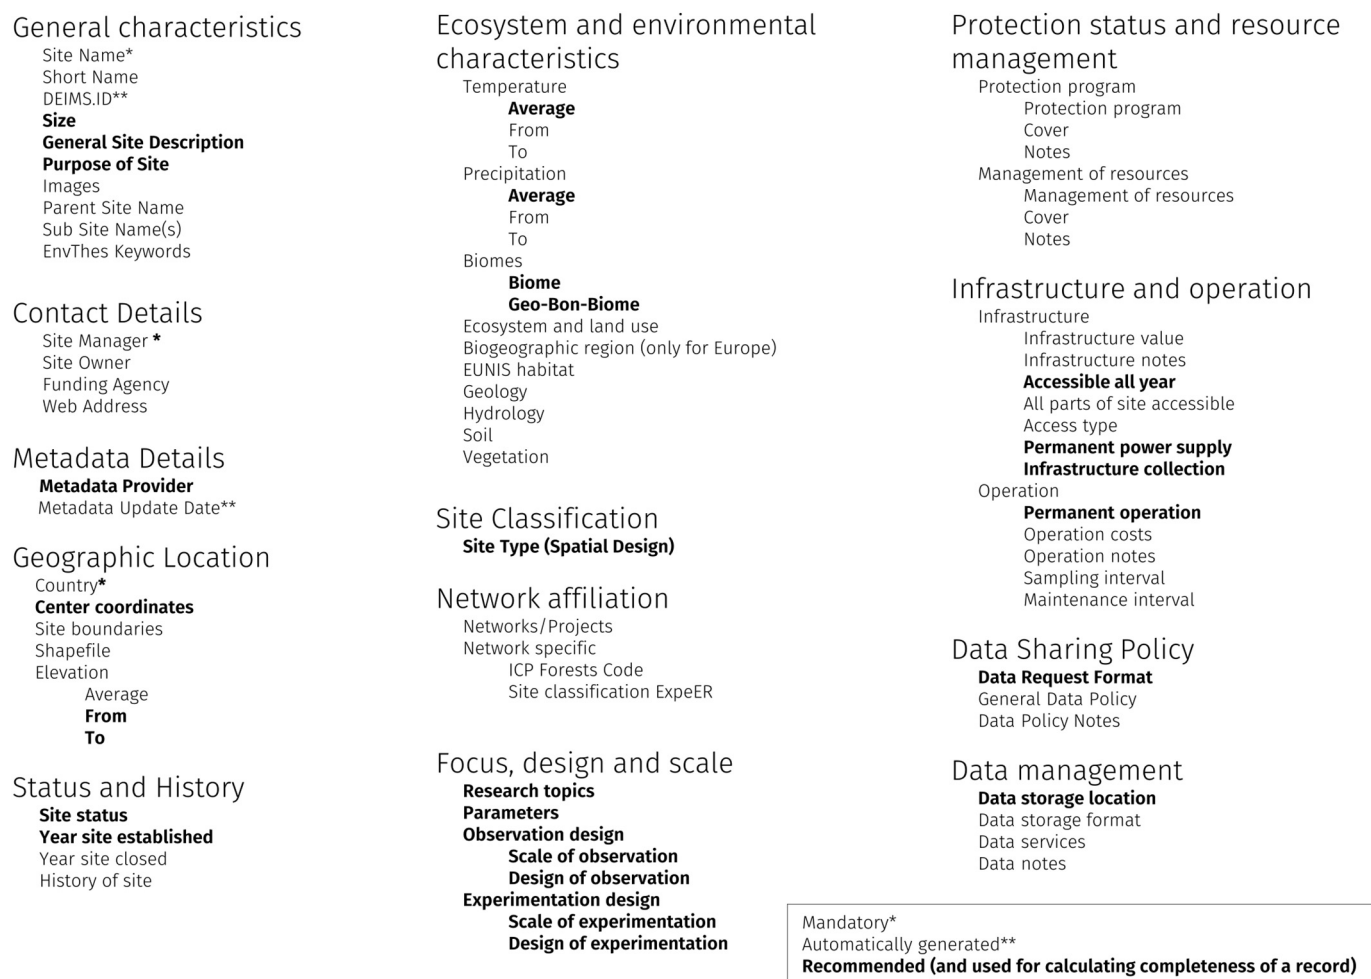 General characteristics
Site Name*
Short Name
DEIMS.ID**
Size
General Site Description
Purpose of Site
Images
Parent Site Name
Sub Site Name(s)
EnvThes Keywords
Contact Details
Site Manager *
Site Owner
Funding Agency
Web Address
Metadata Details
Metadata Provider
Metadata Update Date**
Geographic Location
Country*
Center coordinates
Site boundaries
Shapefile
Elevation
Average
From
To
Status and History
Site status
Year site established
Year site closed
History of site
Ecosystem and environmental
characteristics
Temperature
Average
From
To
Precipitation
Average
From
To
Biomes
Biome
Geo-Bon-Biome
Ecosystem and land use
Biogeographic region (only for Europe)
EUNIS habitat
Geology
Hydrology
Soil
Vegetation
Site Classification
Site Type (Spatial Design)
Network affiliation
Networks/Projects
Network specific
ICP Forests Code
Site classification ExpeER
Focus, design and scale
Research topics
Parameters
Observation design
Scale of observation
Design of observation
Experimentation design
Scale of experimentation
Design of experimentation
Protection status and resource
management
Protection program
Protection program
Cover
Notes
Management of resources
Management of resources
Cover
Notes
Infrastructure and operation
Infrastructure
Infrastructure value
Infrastructure notes
Accessible all year
All parts of site accessible
Access type
Permanent power supply
Infrastructure collection
Operation
Permanent operation
Operation costs
Operation notes
Sampling interval
Maintenance interval
Data Sharing Policy
Data Request Format
General Data Policy
Data Policy Notes
Data management
Data storage location
Data storage format
Data services
Data notes
Mandatory*
Automatically generated**
Recommended (and used for calculating completeness of a record)